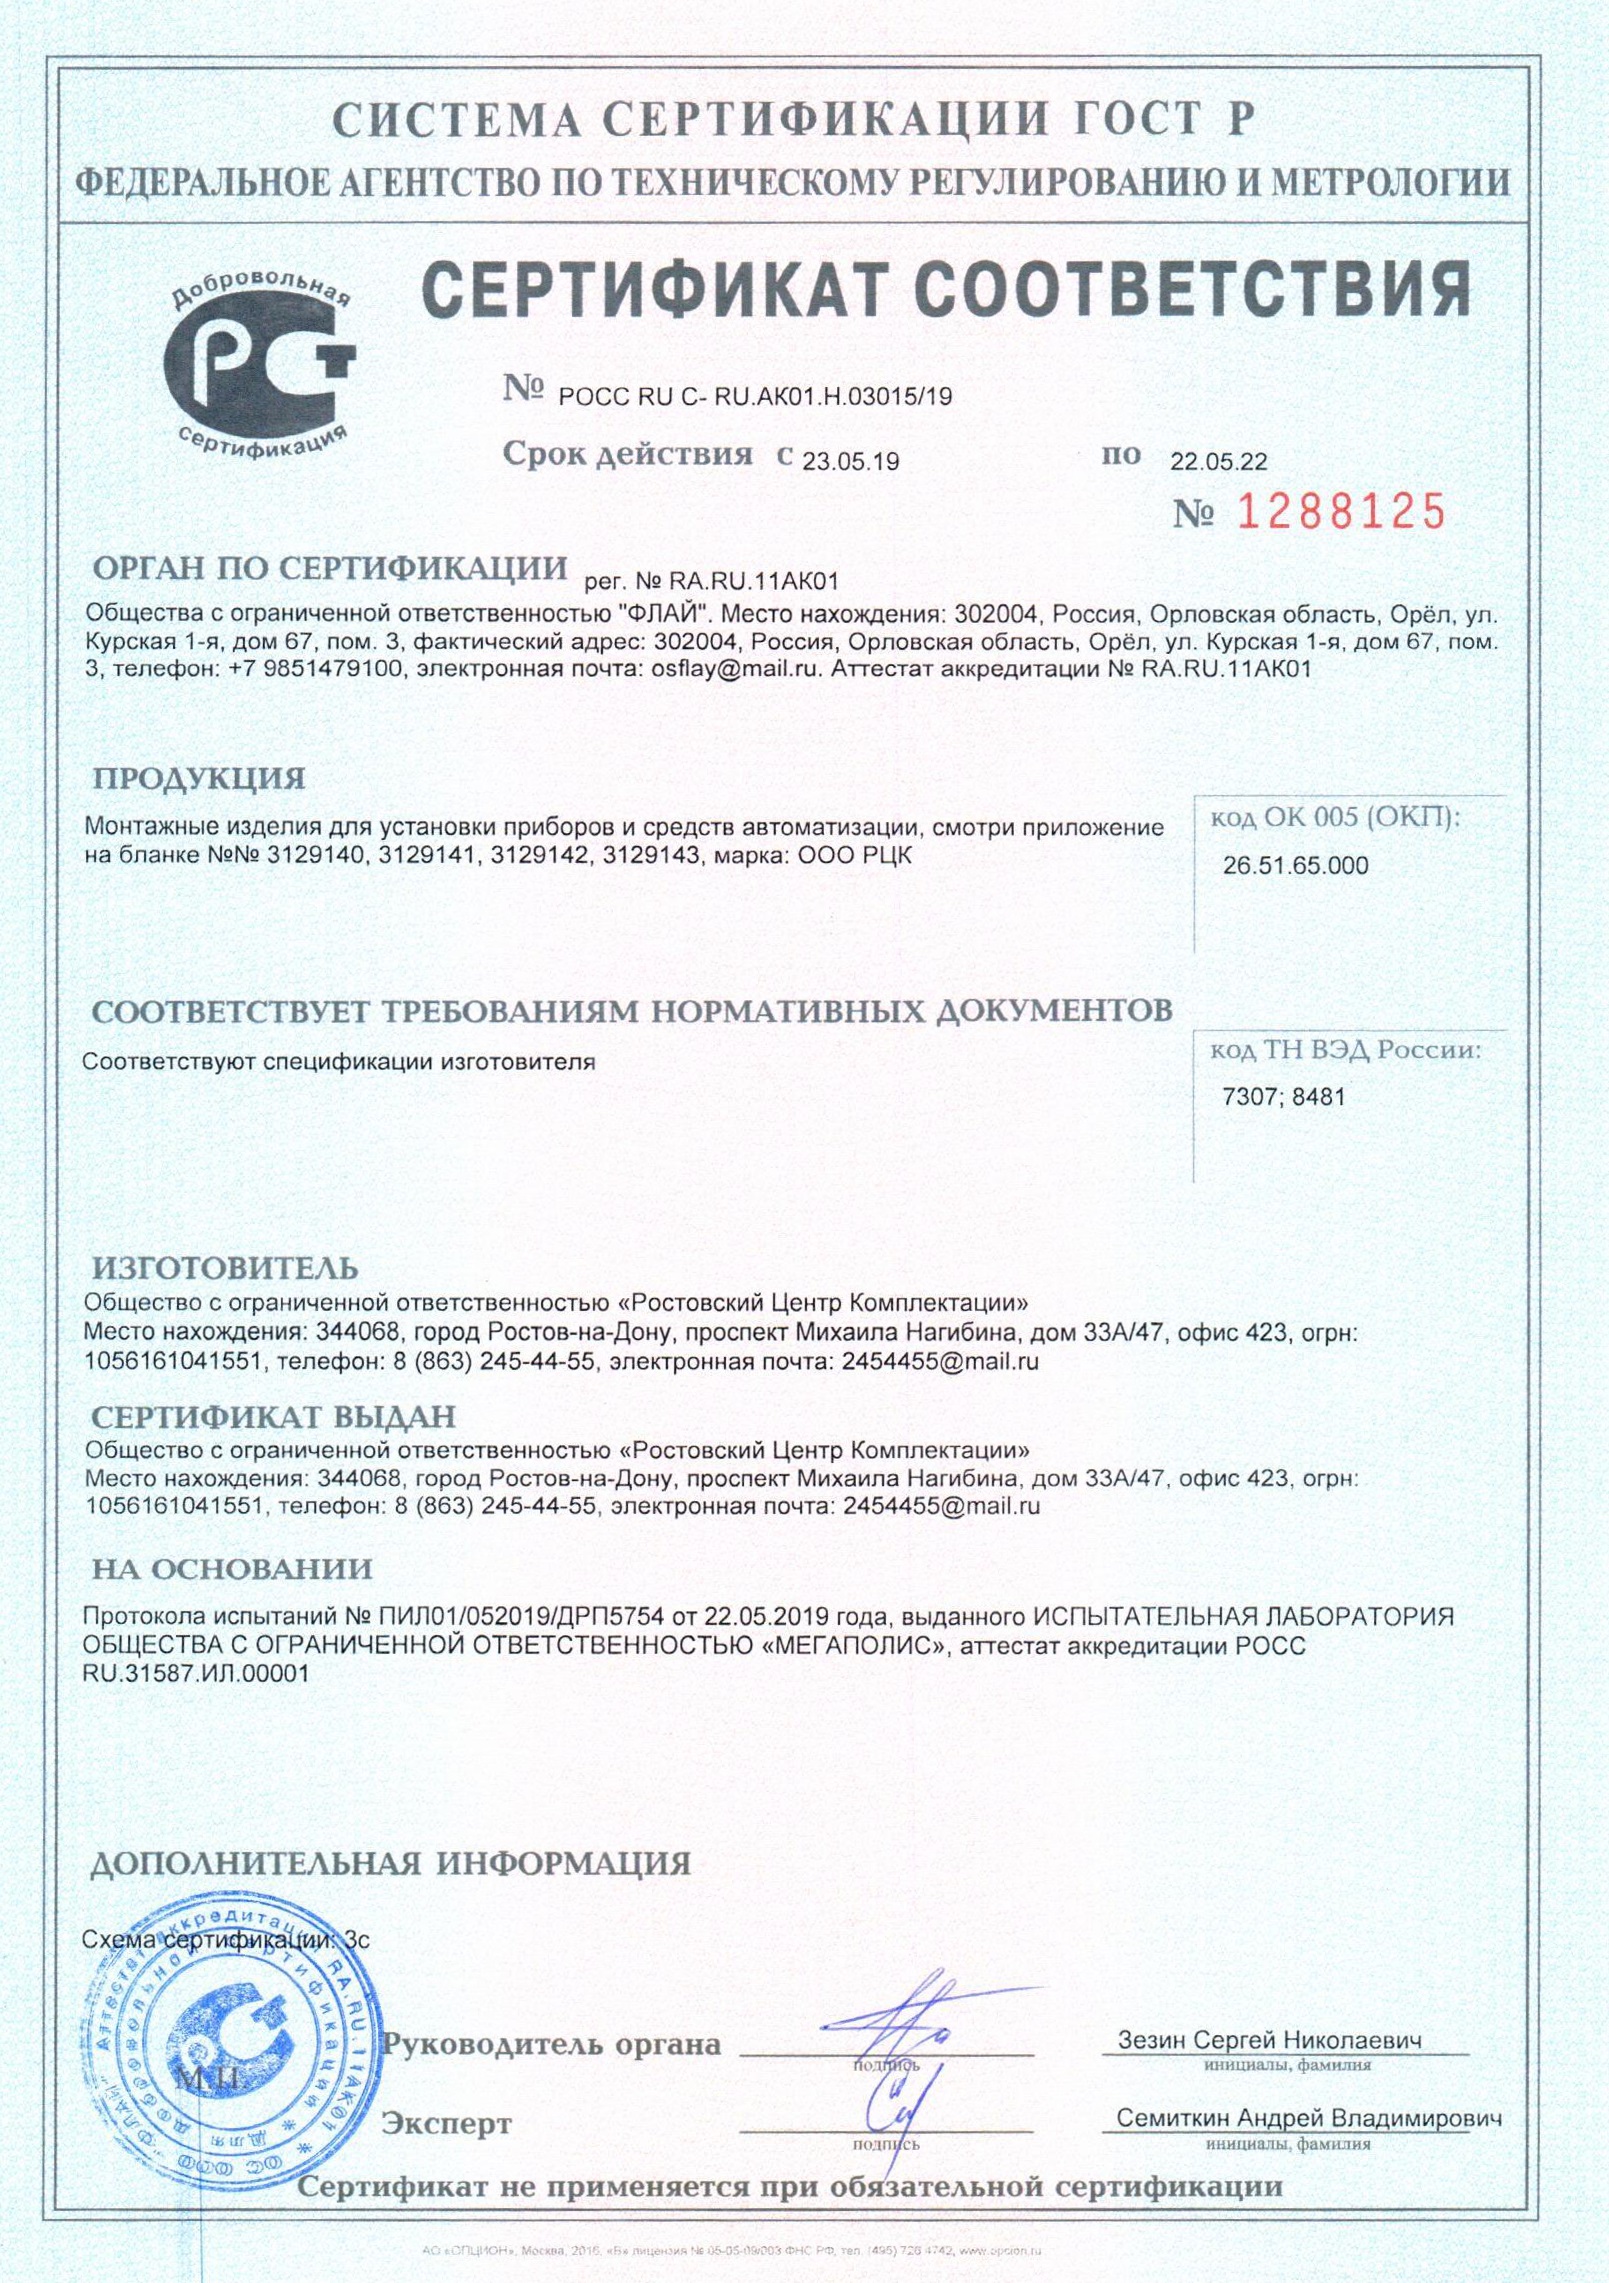 СИСТЕМА СЕРТИФИКАЦИИ ГОСТ Р
ФЕДЕРАЛЬНОЕ АГЕНТСТВО ПО ТЕХНИЧЕСКОМУ РЕГУЛИРОВАНИЮ И МЕТРОЛОГИИ
Добровольная
РСТ
сертификация
СЕРТИФИКАТ СООТВЕТСТВИЯ
№ РОСС RU С- RU.АК01.Н.03015/19
Срок действия с 23.05.19 по 22.05.22
№ 1288125
ОРГАН ПО СЕРТИФИКАЦИИ рег. № RA.RU.11АК01
Общества с ограниченной ответственностью "ФЛАЙ". Место нахождения: 302004, Россия, Орловская область, Орёл, ул.
Курская 1-я, дом 67, пом. 3, фактический адрес: 302004, Россия, Орловская область, Орёл, ул. Курская 1-я, дом 67, пом.
3, телефон: +7 9851479100, электронная почта: osflay@mail.ru. Аттестат аккредитации № RA.RU.11АК01
ПРОДУКЦИЯ
Монтажные изделия для установки приборов и средств автоматизации, смотри приложение
на бланке №№ 3129140, 3129141, 3129142, 3129143, марка: ООО РЦК
код ОК 005 (ОКП):
26.51.65.000
СООТВЕТСТВУЕТ ТРЕБОВАНИЯМ НОРМАТИВНЫХ ДОКУМЕНТОВ
Соответствуют спецификации изготовителя
код ТН ВЭД России:
7307; 8481
ИЗГОТОВИТЕЛЬ
Общество с ограниченной ответственностью «Ростовский Центр Комплектации»
Место нахождения: 344068, город Ростов-на-Дону, проспект Михаила Нагибина, дом 33А/47, офис 423, огрн:
1056161041551, телефон: 8 (863) 245-44-55, электронная почта: 2454455@mail.ru
СЕРТИФИКАТ ВЫДАН
Общество с ограниченной ответственностью «Ростовский Центр Комплектации»
Место нахождения: 344068, город Ростов-на-Дону, проспект Михаила Нагибина, дом 33А/47, офис 423, огрн:
1056161041551, телефон: 8 (863) 245-44-55, электронная почта: 2454455@mail.ru
НА ОСНОВАНИИ
Протокола испытаний № ПИЛ01/052019/ДРП5754 от 22.05.2019 года, выданного ИСПЫТАТЕЛЬНАЯ ЛАБОРАТОРИЯ
ОБЩЕСТВА С ОГРАНИЧЕННОЙ ОТВЕТСТВЕННОСТЬЮ «МЕГАПОЛИС», аттестат аккредитации РОСС
RU.31587.ИЛ.00001
ДОПОЛНИТЕЛЬНАЯ ИНФОРМАЦИЯ
Схема сертификации: 3с
Аттестат аккредитации RA.RU.11АК01 * ОС ООО "ФЛАЙ"
для добровольной сертификации *
М.П.
Руководитель органа
подпись
Зезин Сергей Николаевич
инициалы, фамилия
Эксперт
подпись
Семиткин Андрей Владимирович
инициалы, фамилия
Сертификат не применяется при обязательной сертификации
АО «ОПЦИОН», Москва, 2016, «В» лицензия № 05-05-09/003 ФНС РФ, тел. (495) 726 4742, www.opcion.ru